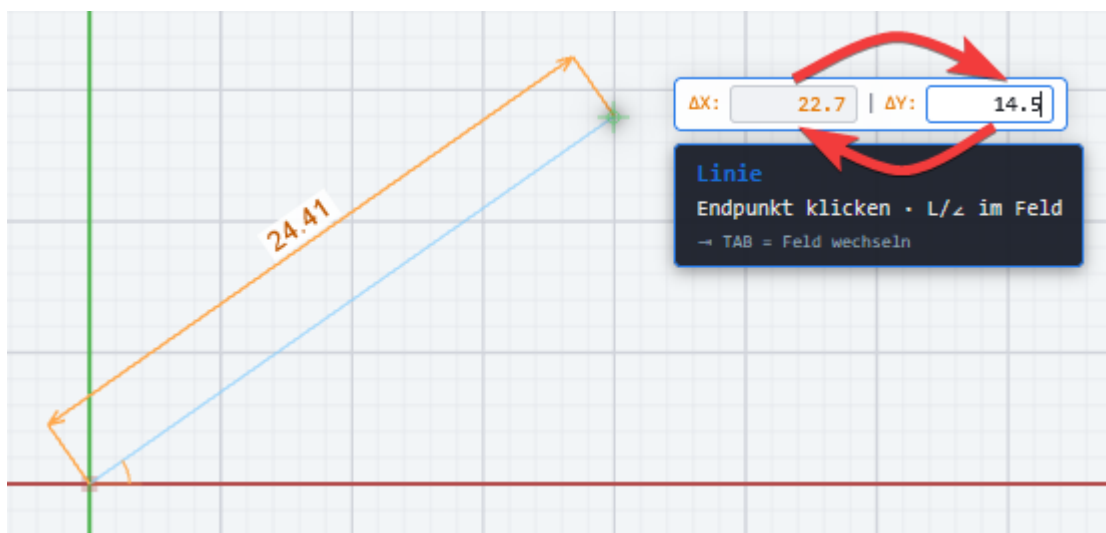 ΔX: 22.7 | ΔY: 14.5
24.41
Linie
Endpunkt klicken · L/∠ im Feld
⇥ TAB = Feld wechseln